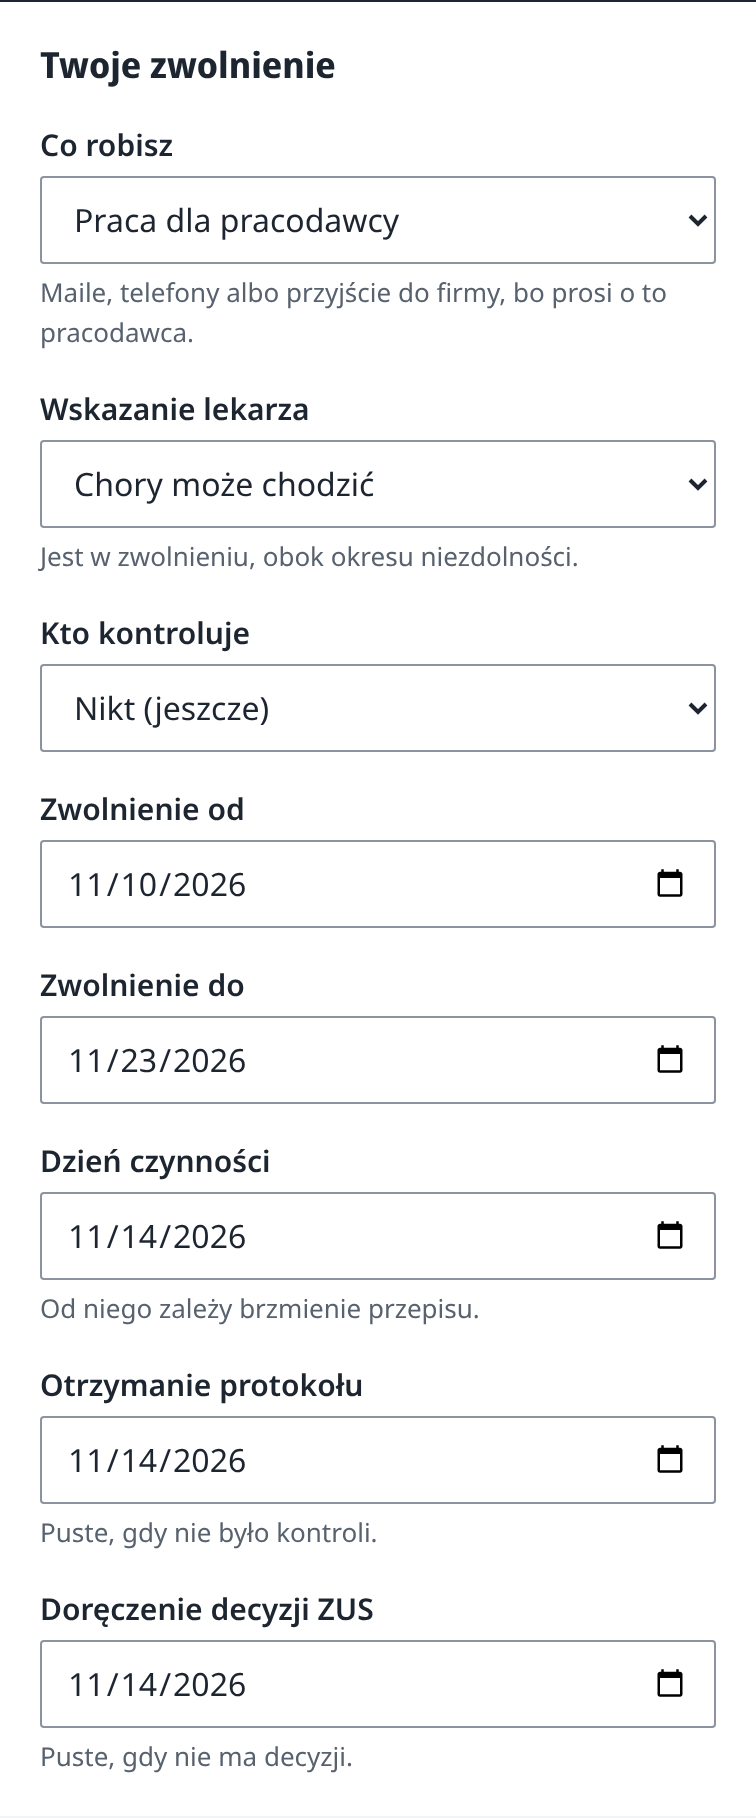 Twoje zwolnienie
Co robisz
Praca dla pracodawcy
Maile, telefony albo przyjście do firmy, bo prosi o to
pracodawca.
Wskazanie lekarza
Chory może chodzić
Jest w zwolnieniu, obok okresu niezdolności.
Kto kontroluje
Nikt (jeszcze)
Zwolnienie od
11/10/2026
Zwolnienie do
11/23/2026
Dzień czynności
11/14/2026
Od niego zależy brzmienie przepisu.
Otrzymanie protokołu
11/14/2026
Puste, gdy nie było kontroli.
Doręczenie decyzji ZUS
11/14/2026
Puste, gdy nie ma decyzji.